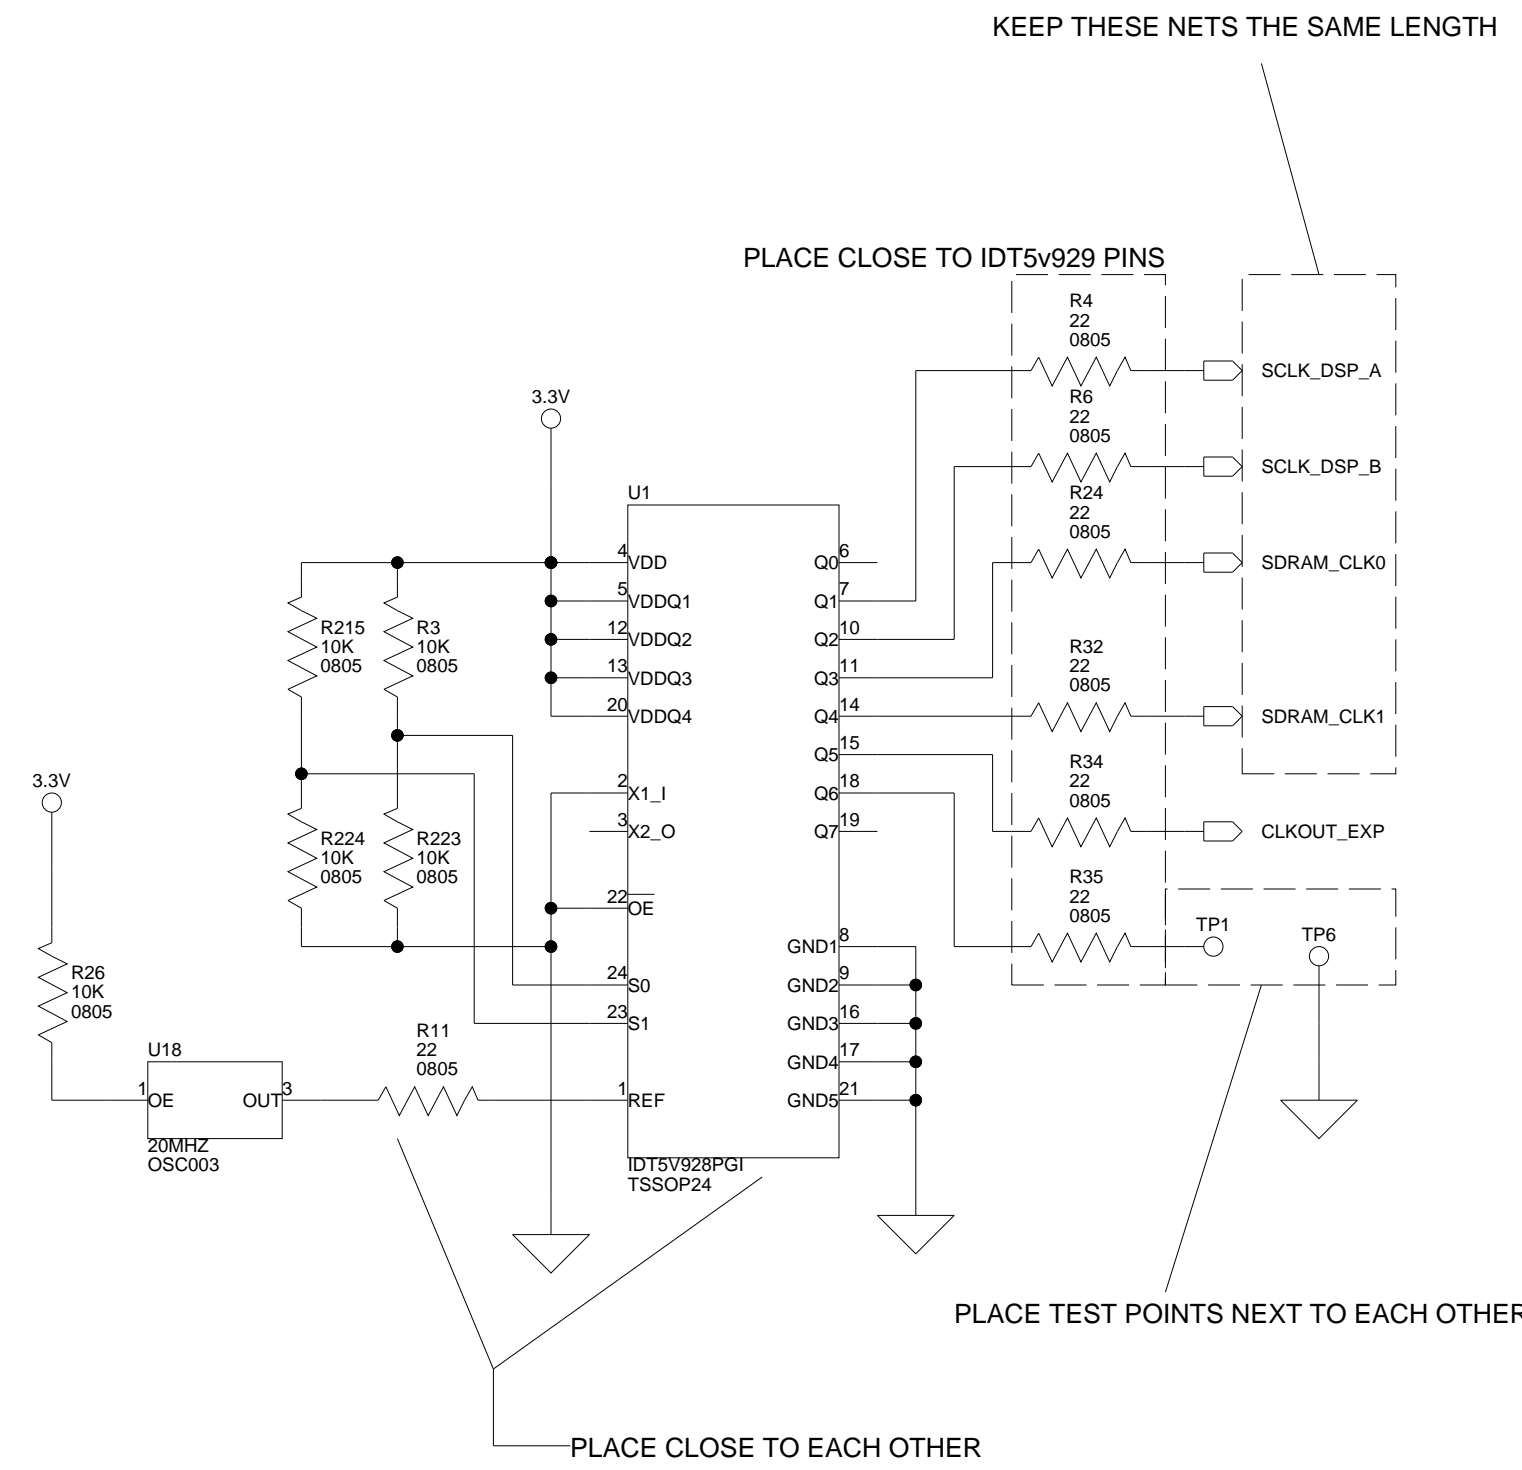 KEEP THESE NETS THE SAME LENGTH
PLACE CLOSE TO IDT5v929 PINS
R4
22
0805
SCLK_DSP_A
3.3V
R6
22
0805
SCLK_DSP_B
R24
22
0805
SDRAM_CLK0
R32
22
0805
SDRAM_CLK1
R34
22
0805
CLKOUT_EXP
R35
22
0805
TP1
TP6
U1
4
VDD
5
VDDQ1
12
VDDQ2
13
VDDQ3
20
VDDQ4
2
X1_I
3
X2_O
22
OE
24
S0
23
S1
1
REF
Q0
6
Q1
7
Q2
10
Q3
11
Q4
14
Q5
15
Q6
18
Q7
19
GND1
8
GND2
9
GND3
16
GND4
17
GND5
21
IDT5V928PGI
TSSOP24
R215
10K
0805
R3
10K
0805
R224
10K
0805
R223
10K
0805
3.3V
R26
10K
0805
U18
1
OE
OUT
3
20MHZ
OSC003
R11
22
0805
PLACE TEST POINTS NEXT TO EACH OTHER
PLACE CLOSE TO EACH OTHER